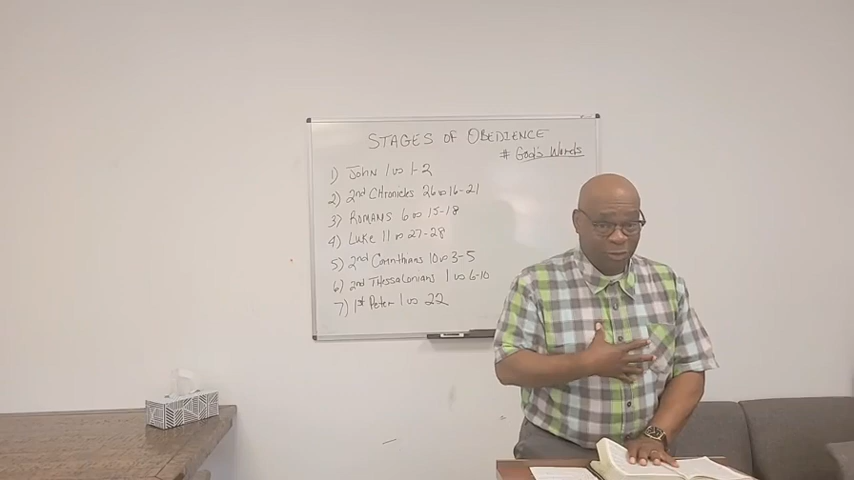 STAGES OF OBEDIENCE
# God's Words
1) John 1 vs 1-2
2) 2nd Chronicles 26 vs 16-21
3) ROMANS 6 vs 15-18
4) Luke 11 vs 27-28
5) 2nd Corinthians 10 vs 3-5
6) 2nd Thessalonians 1 vs 6-10
7) 1st Peter 1 vs 22